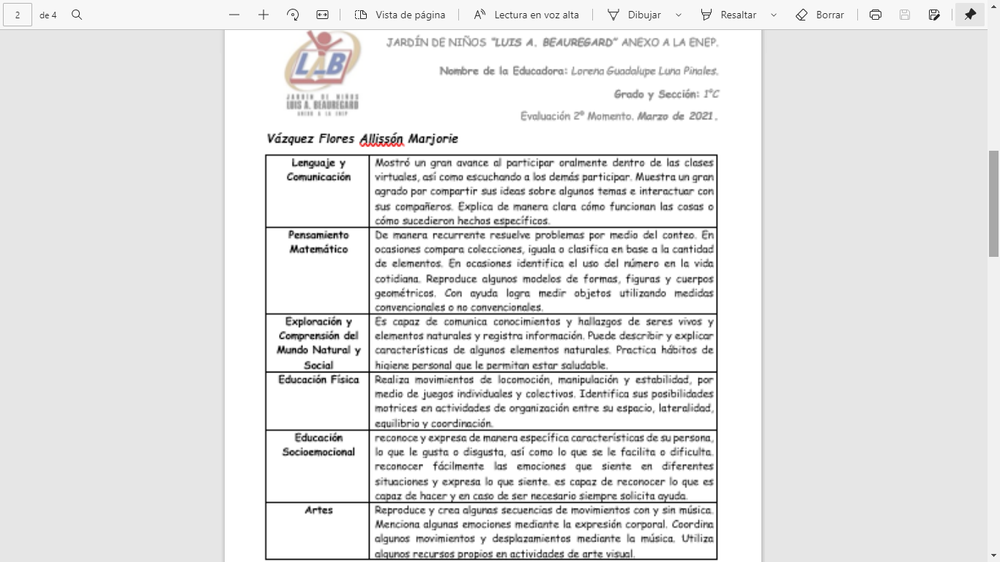 2 de 4 Vista de página Lectura en voz alta Dibujar Resaltar Borrar
LAB
JARDÍN DE NIÑOS
LUIS A. BEAUREGARD
ANEXO A LA ENEP
JARDÍN DE NIÑOS "LUIS A. BEAUREGARD" ANEXO A LA ENEP.
Nombre de la Educadora: Lorena Guadalupe Luna Pinales.
Grado y Sección: 1ºC
Evaluación 2º Momento. Marzo de 2021.
Vázquez Flores Allissón Marjorie
Lenguaje y
Comunicación
Mostró un gran avance al participar oralmente dentro de las clases
virtuales, así como escuchando a los demás participar. Muestra un gran
agrado por compartir sus ideas sobre algunos temas e interactuar con
sus compañeros. Explica de manera clara cómo funcionan las cosas o
cómo sucedieron hechos específicos.
Pensamiento
Matemático
De manera recurrente resuelve problemas por medio del conteo. En
ocasiones compara colecciones, iguala o clasifica en base a la cantidad
de elementos. En ocasiones identifica el uso del número en la vida
cotidiana. Reproduce algunos modelos de formas, figuras y cuerpos
geométricos. Con ayuda logra medir objetos utilizando medidas
convencionales o no convencionales.
Exploración y
Comprensión del
Mundo Natural y
Social
Es capaz de comunica conocimientos y hallazgos de seres vivos y
elementos naturales y registra información. Puede describir y explicar
características de algunos elementos naturales. Practica hábitos de
higiene personal que le permitan estar saludable.
Educación Física
Realiza movimientos de locomoción, manipulación y estabilidad, por
medio de juegos individuales y colectivos. Identifica sus posibilidades
motrices en actividades de organización entre su espacio, lateralidad,
equilibrio y coordinación.
Educación
Socioemocional
reconoce y expresa de manera específica características de su persona,
lo que le gusta o disgusta, así como lo que se le facilita o dificulta.
reconocer fácilmente las emociones que siente en diferentes
situaciones y expresa lo que siente. es capaz de reconocer lo que es
capaz de hacer y en caso de ser necesario siempre solicita ayuda.
Artes
Reproduce y crea algunas secuencias de movimientos con y sin música.
Menciona algunas emociones mediante la expresión corporal. Coordina
algunos movimientos y desplazamientos mediante la música. Utiliza
algunos recursos propios en actividades de arte visual.